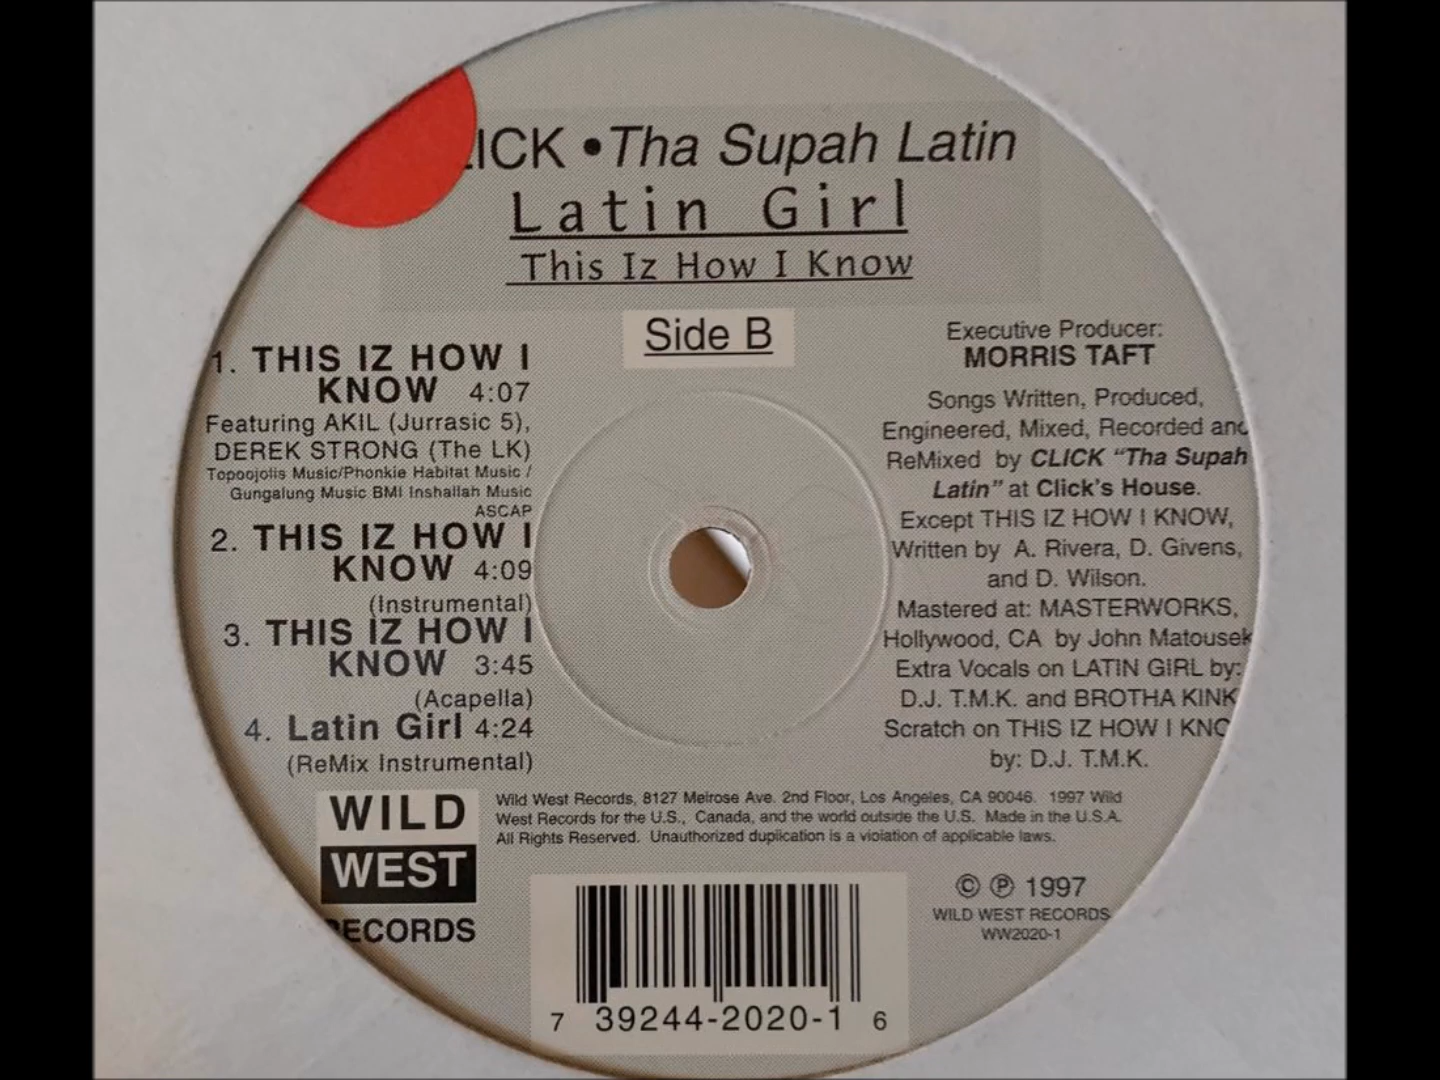 LICK • Tha Supah Latin
Latin Girl
This Iz How I Know
Side B
1. THIS IZ HOW I
KNOW 4:07
Featuring AKIL (Jurrasic 5),
DEREK STRONG (The LK)
Topoojolis Music/Phonkie Habitat Music /
Gungalung Music BMI Inshallah Music
ASCAP
2. THIS IZ HOW I
KNOW 4:09
(Instrumental)
3. THIS IZ HOW I
KNOW 3:45
(Acapella)
4. Latin Girl 4:24
(ReMix Instrumental)
Executive Producer:
MORRIS TAFT
Songs Written, Produced,
Engineered, Mixed, Recorded and
ReMixed by CLICK “Tha Supah
Latin” at Click's House.
Except THIS IZ HOW I KNOW,
Written by A. Rivera, D. Givens,
and D. Wilson.
Mastered at: MASTERWORKS,
Hollywood, CA by John Matousek
Extra Vocals on LATIN GIRL by:
D.J. T.M.K. and BROTHA KINK
Scratch on THIS IZ HOW I KNO
by: D.J. T.M.K.
WILD
WEST
RECORDS
Wild West Records, 8127 Melrose Ave. 2nd Floor, Los Angeles, CA 90046. 1997 Wild
West Records for the U.S., Canada, and the world outside the U.S. Made in the U.S.A.
All Rights Reserved. Unauthorized duplication is a violation of applicable laws.
© ℗ 1997
WILD WEST RECORDS
WW2020-1
7 39244-2020-1 6